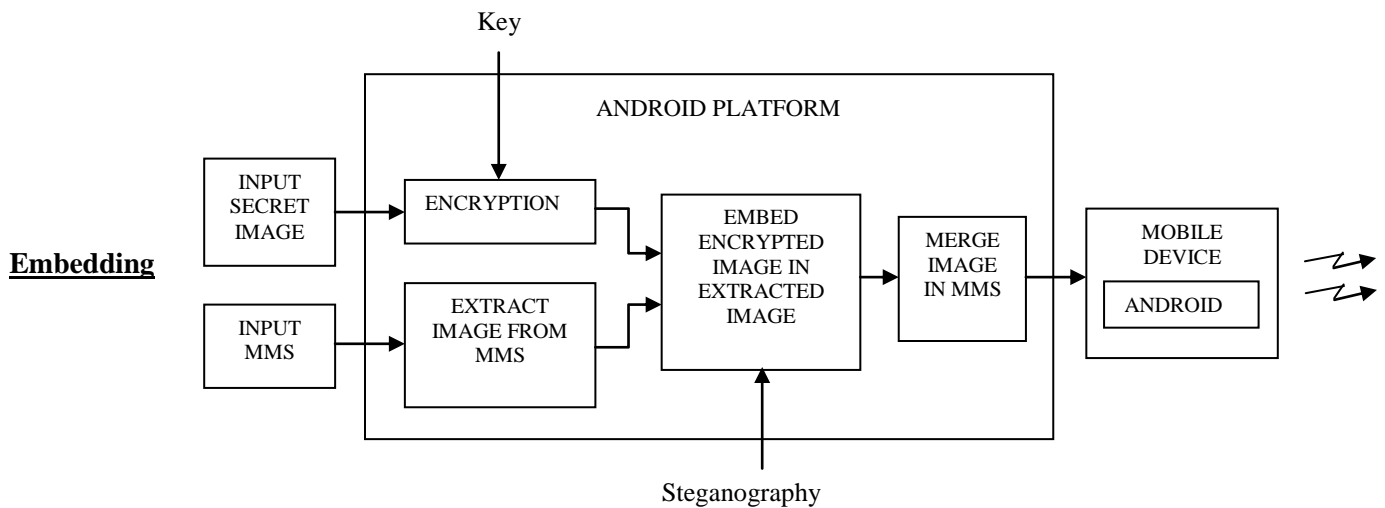 Key
ANDROID PLATFORM
INPUT
SECRET
IMAGE
ENCRYPTION
EMBED
ENCRYPTED
IMAGE IN
EXTRACTED
IMAGE
MERGE
IMAGE
IN MMS
MOBILE
DEVICE
ANDROID
Embedding
INPUT
MMS
EXTRACT
IMAGE FROM
MMS
Steganography